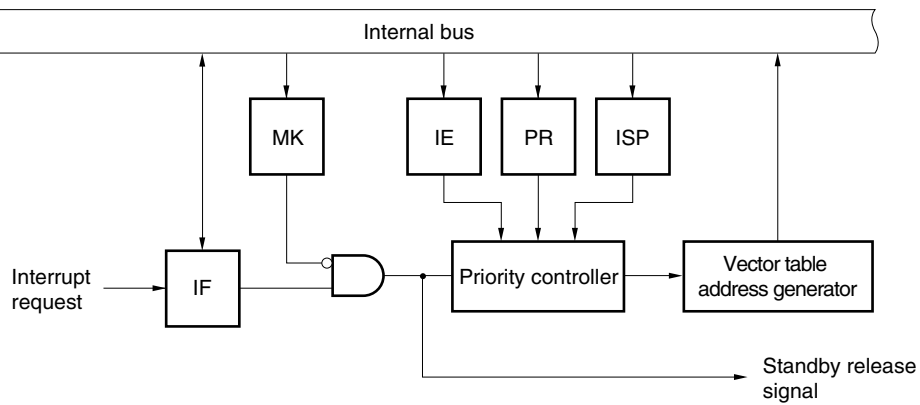 Internal bus
MK
IE
PR
ISP
Interrupt
request
IF
Priority controller
Vector table
address generator
Standby release
signal